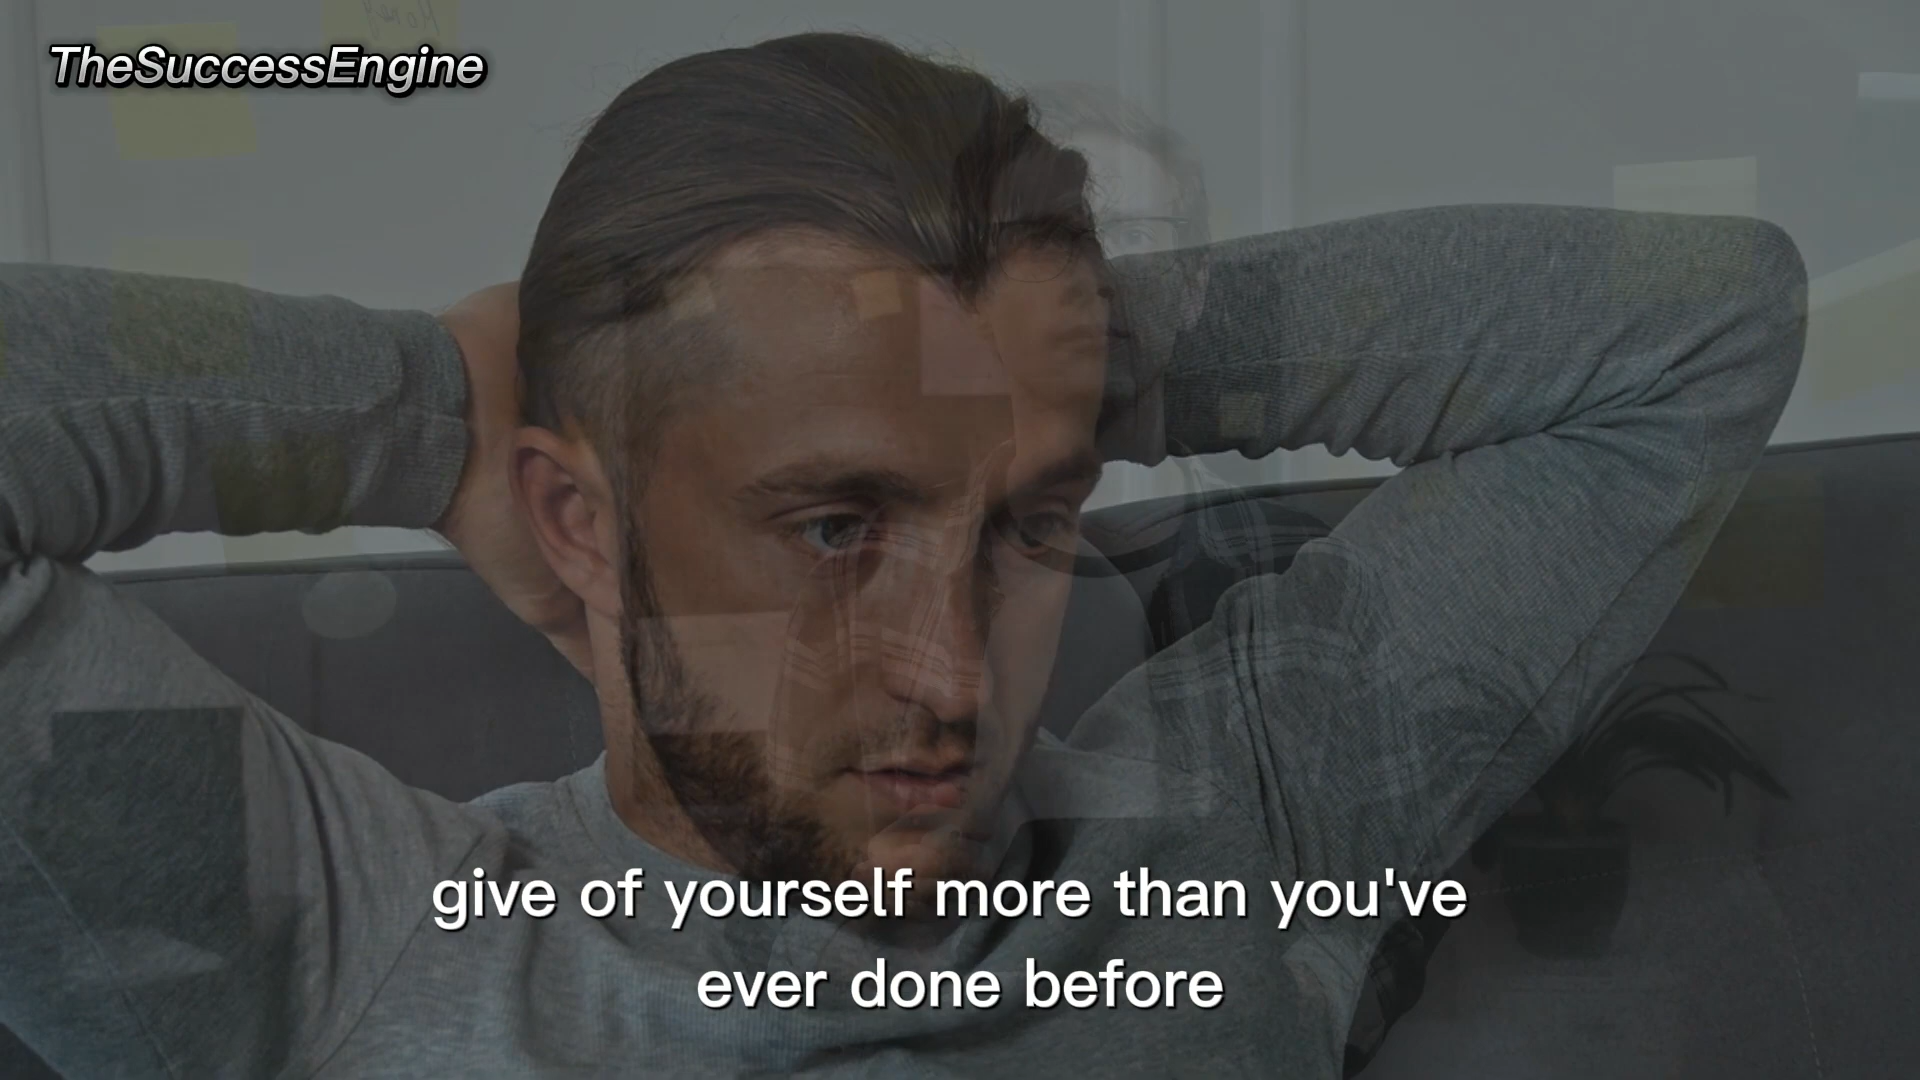 TheSuccessEngine
give of yourself more than you've
ever done before